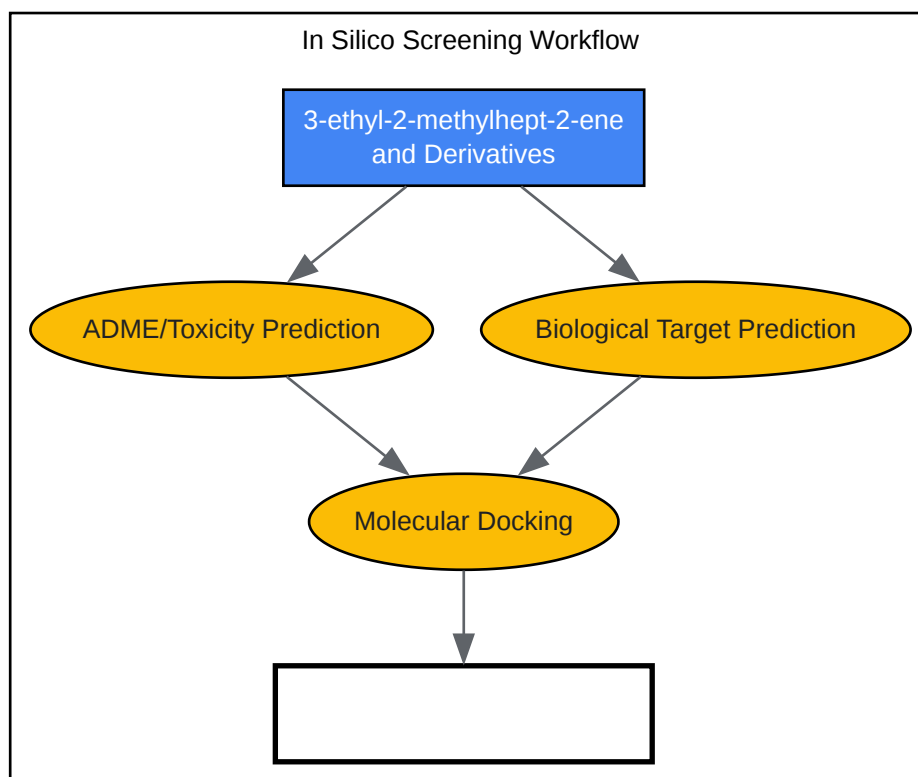 In Silico Screening Workflow
3-ethyl-2-methylhept-2-ene
and Derivatives
ADME/Toxicity Prediction
Biological Target Prediction
Molecular Docking